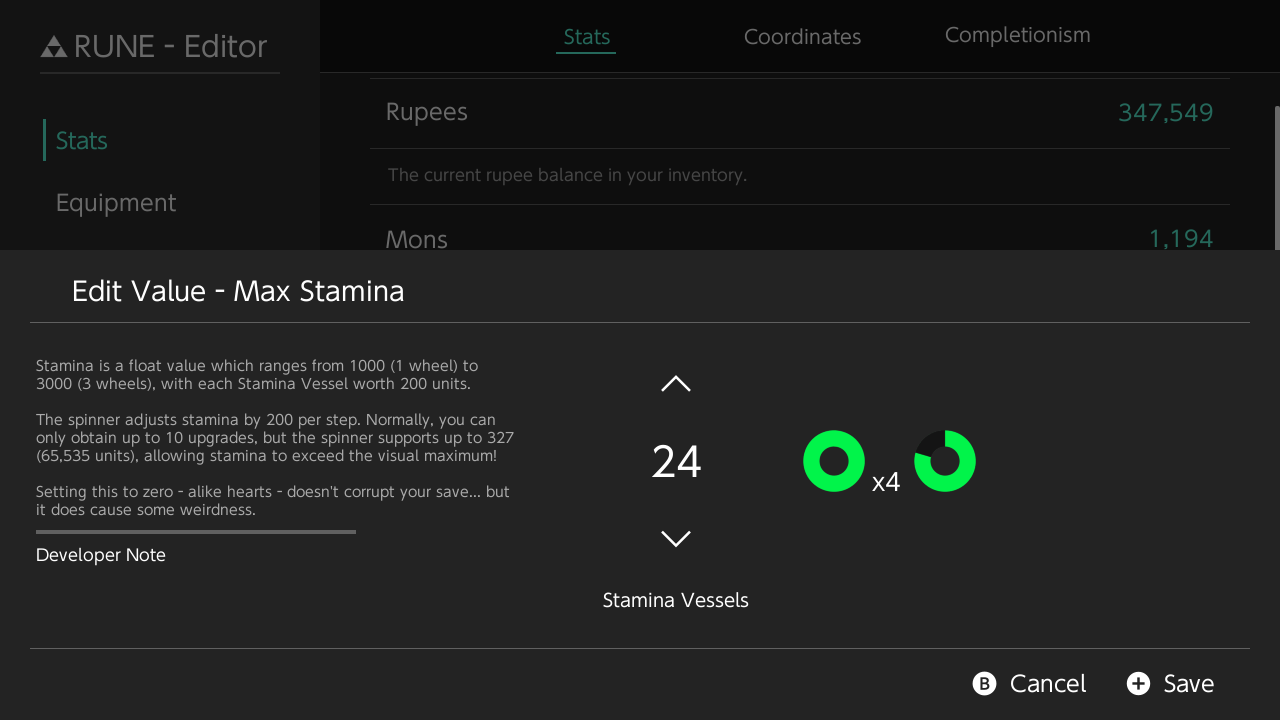 RUNE - Editor
Stats
Coordinates
Completionism
Stats
Equipment
Rupees
347,549
The current rupee balance in your inventory.
Mons
1,194
Edit Value - Max Stamina
Stamina is a float value which ranges from 1000 (1 wheel) to
3000 (3 wheels), with each Stamina Vessel worth 200 units.
The spinner adjusts stamina by 200 per step. Normally, you can
only obtain up to 10 upgrades, but the spinner supports up to 327
(65,535 units), allowing stamina to exceed the visual maximum!
Setting this to zero - alike hearts - doesn't corrupt your save... but
it does cause some weirdness.
Developer Note
24
x4
Stamina Vessels
B Cancel
+ Save